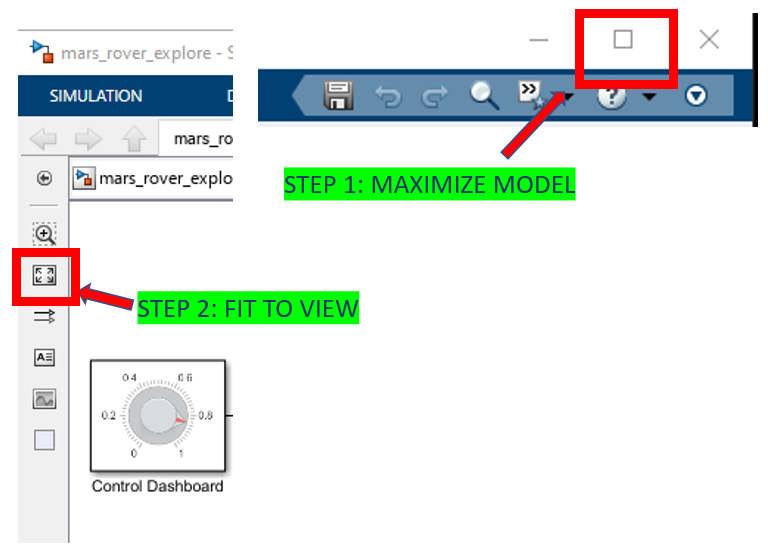 mars_rover_explore - S
SIMULATION
D
mars_ro
mars_rover_explo
STEP 1: MAXIMIZE MODEL
STEP 2: FIT TO VIEW
0.4 0.6
0.2 0.8
0 1
Control Dashboard